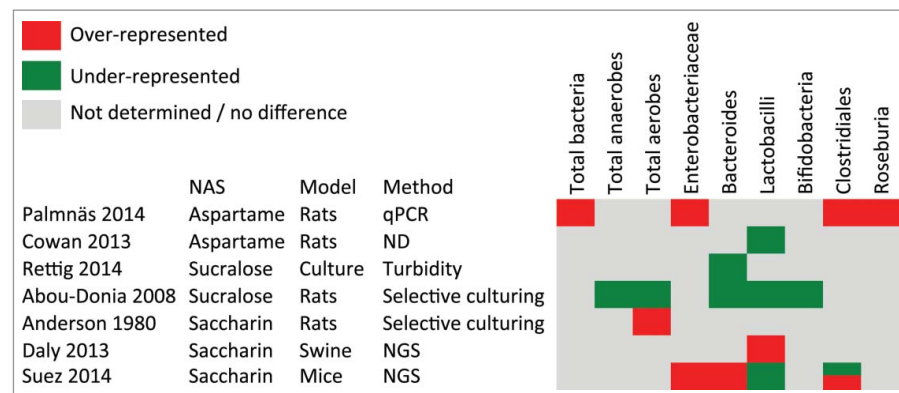 Over-represented
Under-represented
Not determined / no difference
Total bacteria
Total anaerobes
Total aerobes
Enterobacteriaceae
Bacteroides
Lactobacilli
Bifidobacteria
Clostridiales
Roseburia
NAS Model Method
Palmnäs 2014 Aspartame Rats qPCR
Cowan 2013 Aspartame Rats ND
Rettig 2014 Sucralose Culture Turbidity
Abou-Donia 2008 Sucralose Rats Selective culturing
Anderson 1980 Saccharin Rats Selective culturing
Daly 2013 Saccharin Swine NGS
Suez 2014 Saccharin Mice NGS